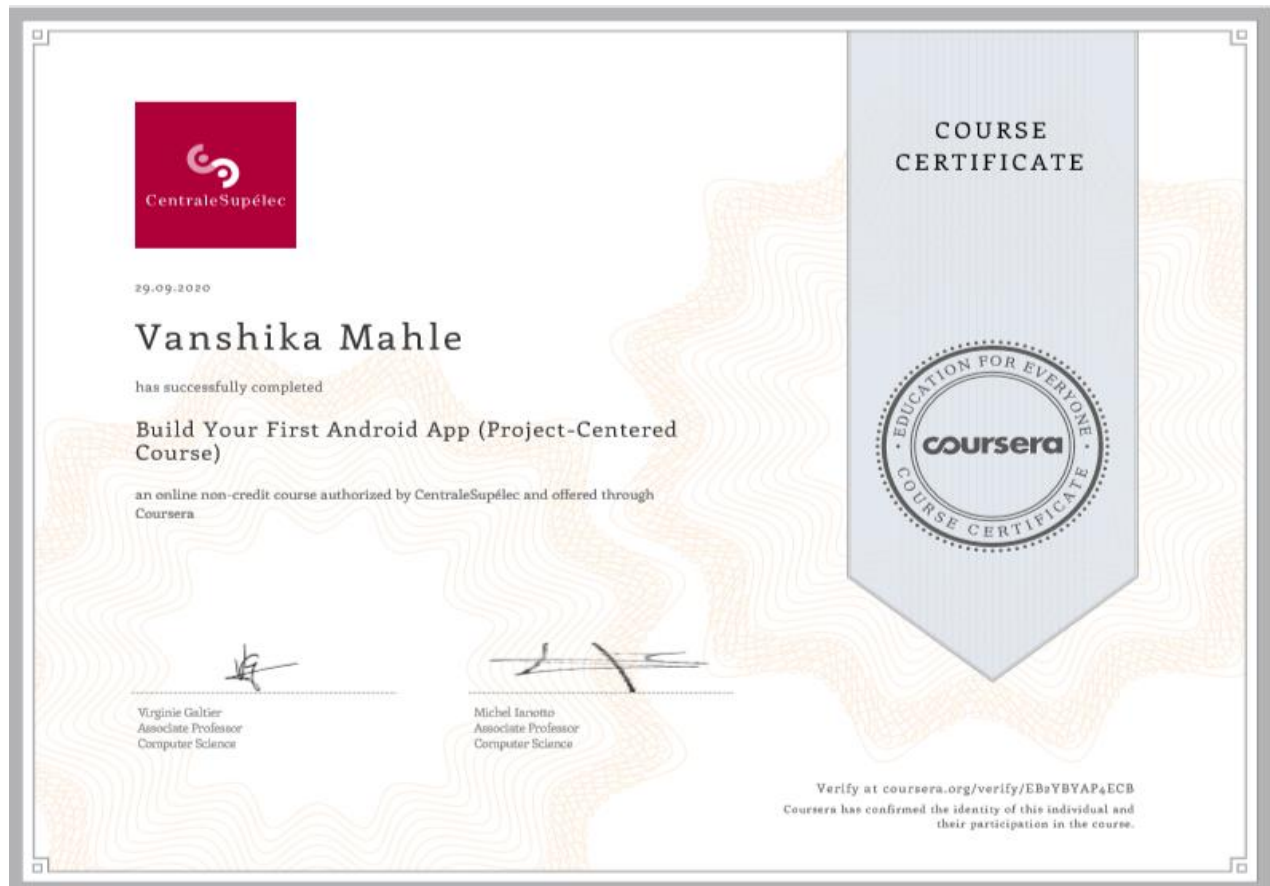 CentraleSupélec
29.09.2020
Vanshika Mahle
has successfully completed
Build Your First Android App (Project-Centered
Course)
an online non-credit course authorized by CentraleSupélec and offered through
Coursera
Virginie Galtier
Associate Professor
Computer Science
Michel Ianotto
Associate Professor
Computer Science
COURSE
CERTIFICATE
EDUCATION FOR EVERYONE
coursera
COURSE CERTIFICATE
Verify at coursera.org/verify/EB2YBYAP4ECB
Coursera has confirmed the identity of this individual and
their participation in the course.